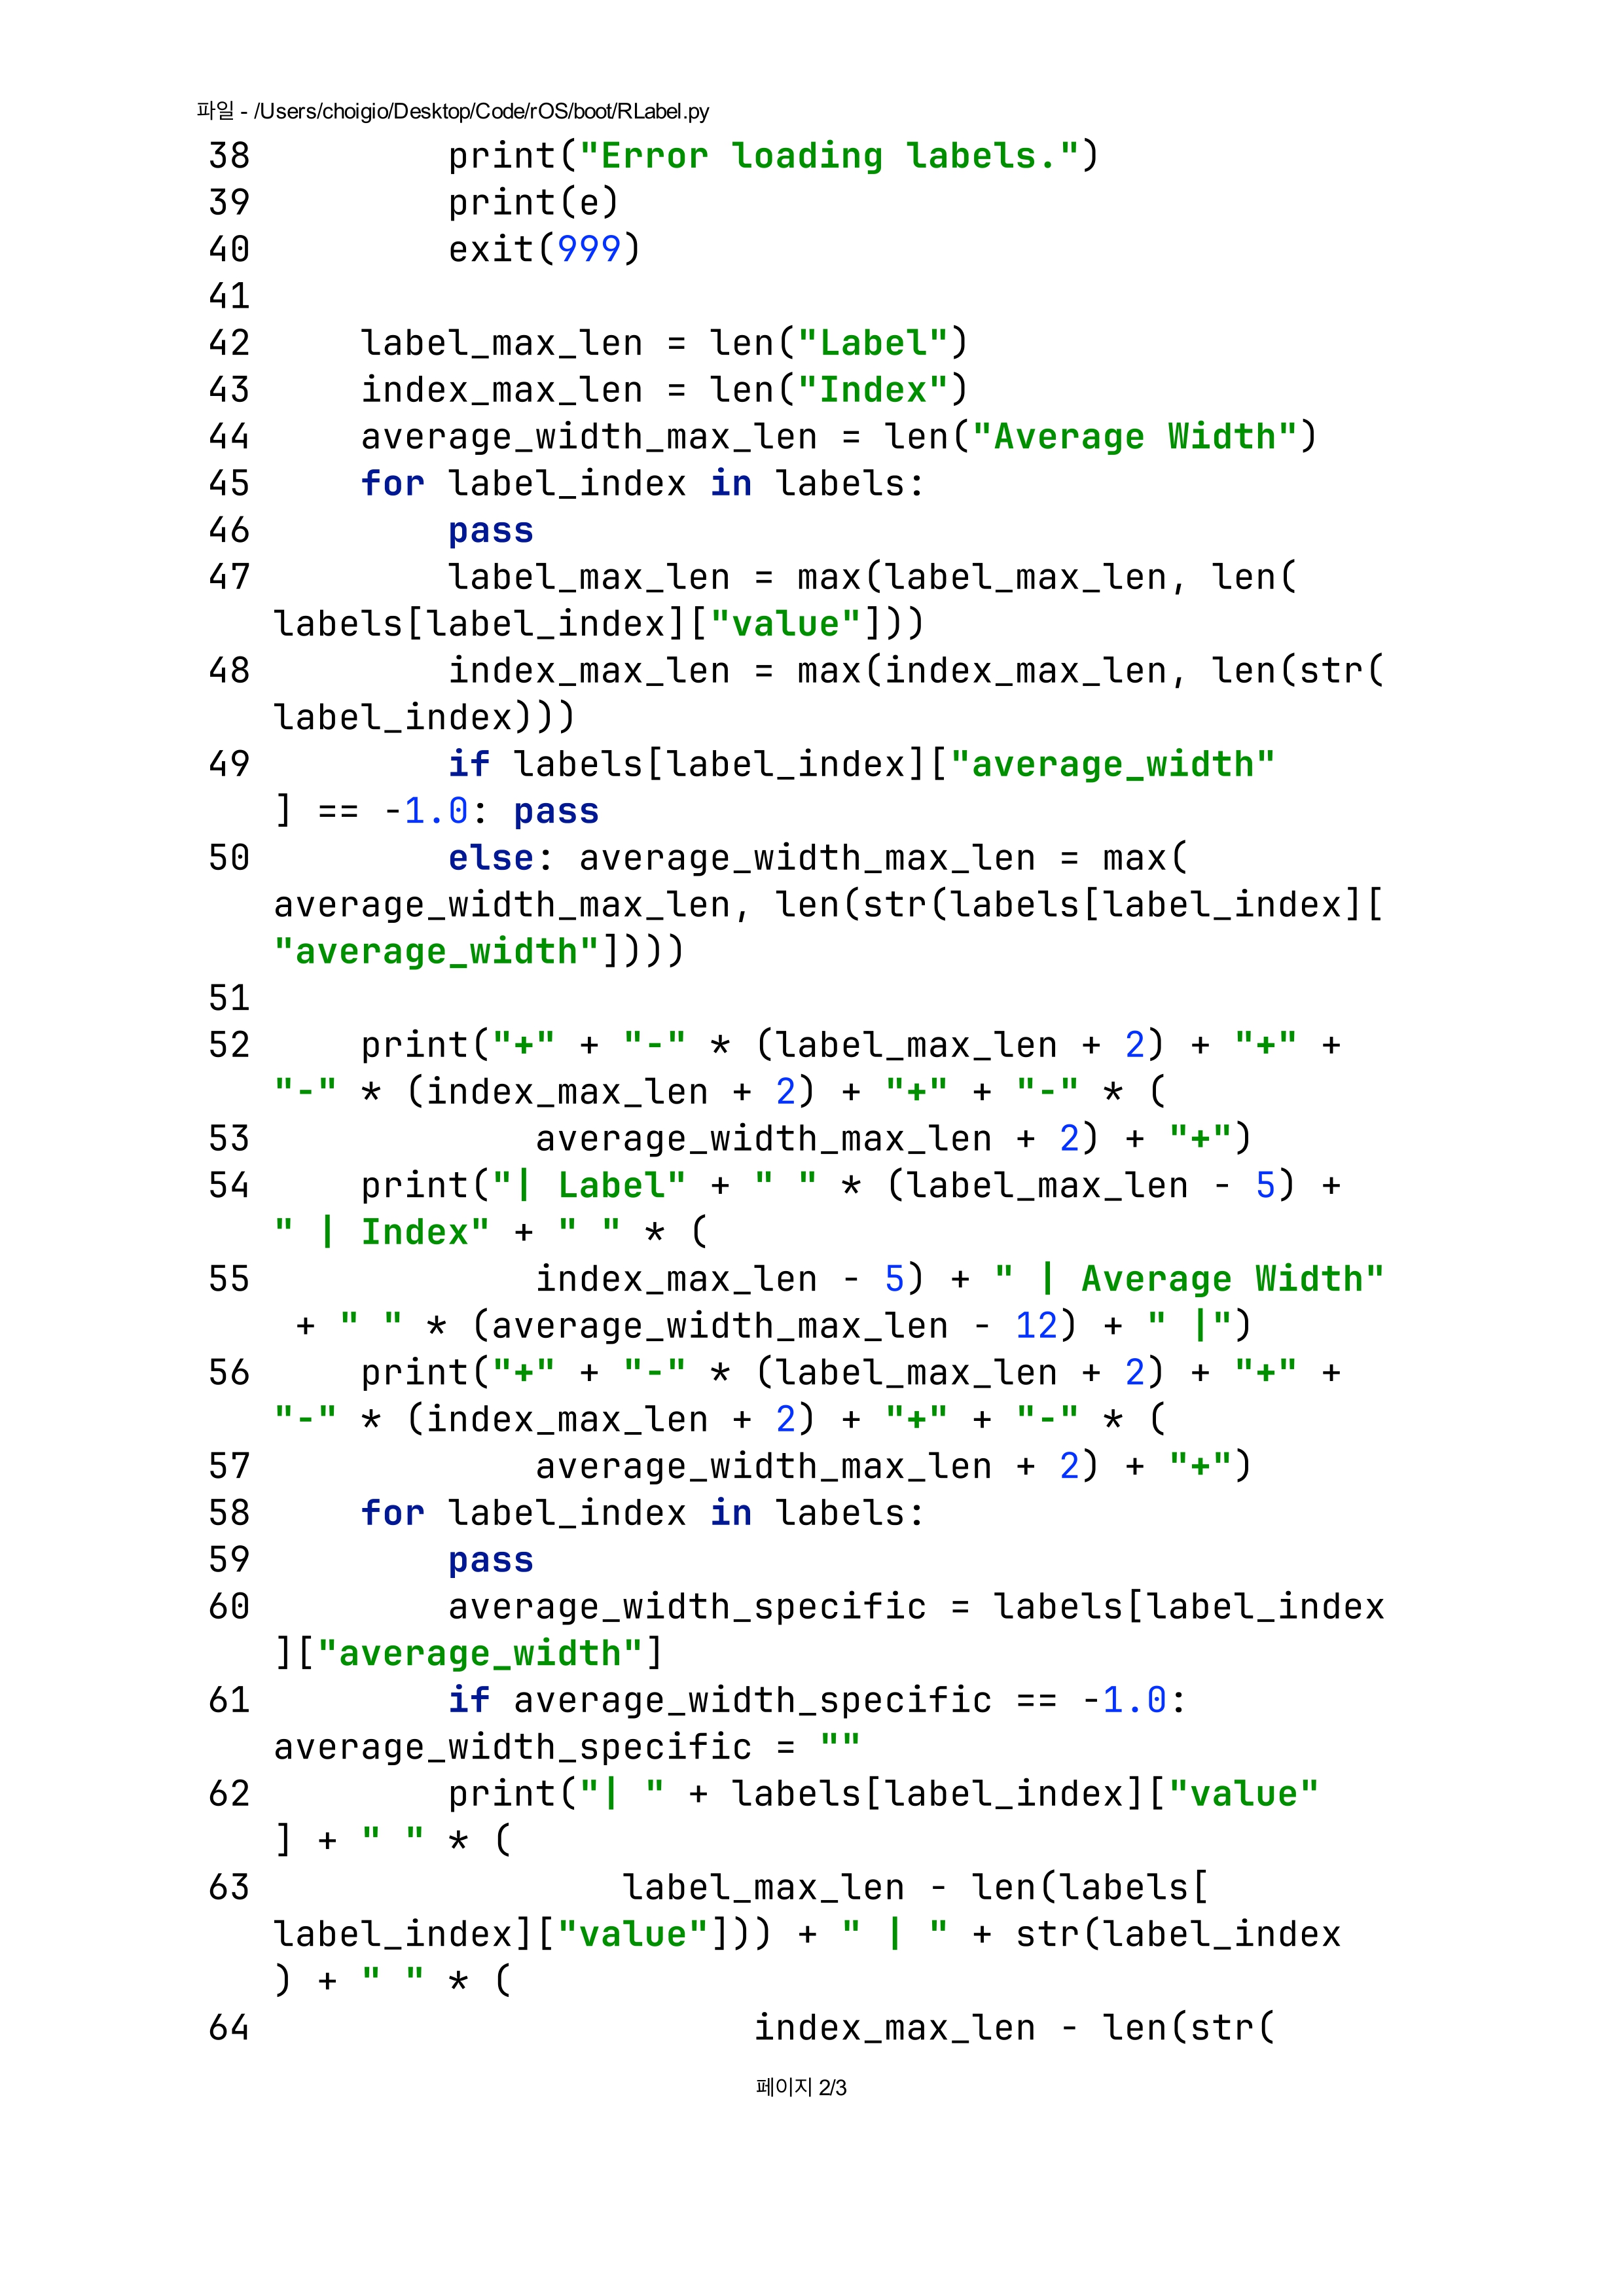 파일 - /Users/choigio/Desktop/Code/rOS/boot/RLabel.py
38         print("Error loading labels.")
39         print(e)
40         exit(999)
41
42     label_max_len = len("Label")
43     index_max_len = len("Index")
44     average_width_max_len = len("Average Width")
45     for label_index in labels:
46         pass
47         label_max_len = max(label_max_len, len(
labels[label_index]["value"]))
48         index_max_len = max(index_max_len, len(str(
label_index)))
49         if labels[label_index]["average_width"
] == -1.0: pass
50         else: average_width_max_len = max(
average_width_max_len, len(str(labels[label_index][
"average_width"])))
51
52     print("+" + "-" * (label_max_len + 2) + "+" +
"-" * (index_max_len + 2) + "+" + "-" * (
53             average_width_max_len + 2) + "+")
54     print("| Label" + " " * (label_max_len - 5) +
" | Index" + " " * (
55             index_max_len - 5) + " | Average Width"
 + " " * (average_width_max_len - 12) + " |")
56     print("+" + "-" * (label_max_len + 2) + "+" +
"-" * (index_max_len + 2) + "+" + "-" * (
57             average_width_max_len + 2) + "+")
58     for label_index in labels:
59         pass
60         average_width_specific = labels[label_index
]["average_width"]
61         if average_width_specific == -1.0:
average_width_specific = ""
62         print("| " + labels[label_index]["value"
] + " " * (
63                 label_max_len - len(labels[
label_index]["value"])) + " | " + str(label_index
) + " " * (
64                       index_max_len - len(str(
페이지 2/3